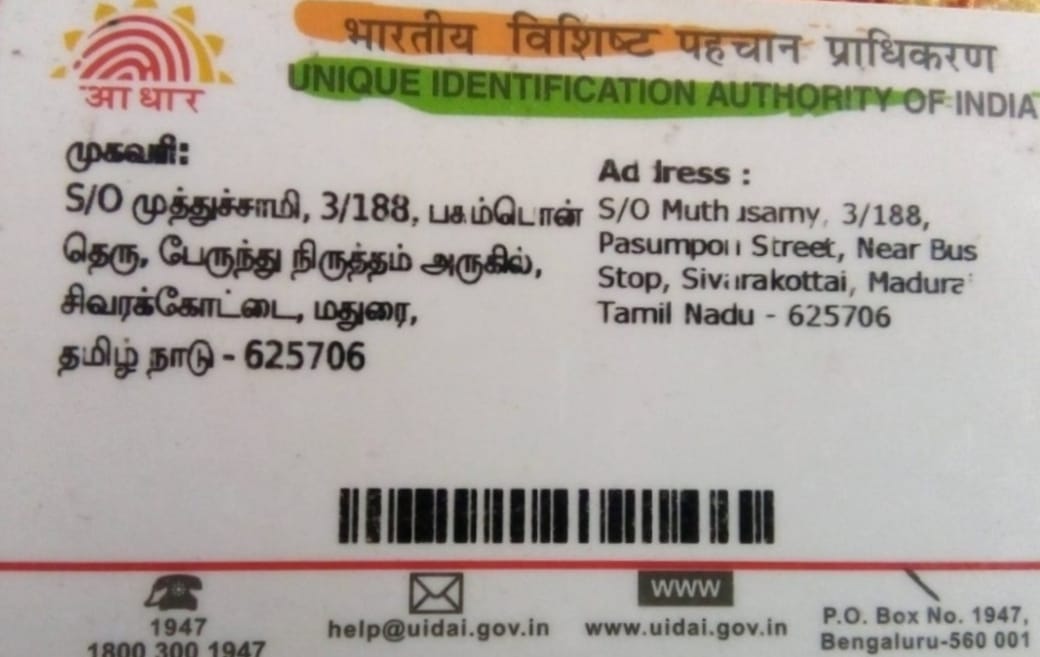 भारतीय विशिष्ट पहचान प्राधिकरण
UNIQUE IDENTIFICATION AUTHORITY OF INDIA
आधार
முகவரி:
S/O முத்துச்சாமி, 3/188, பசும்பொன்
தெரு, பேருந்து நிருத்தம் அருகில்,
சிவரக்கோட்டை, மதுரை,
தமிழ் நாடு - 625706
Address :
S/O Muthusamy, 3/188,
Pasumpon Street, Near Bus
Stop, Sivarakottai, Madurai
Tamil Nadu - 625706
1947
1800 300 1947
help@uidai.gov.in
WWW
www.uidai.gov.in
P.O. Box No. 1947,
Bengaluru-560 001